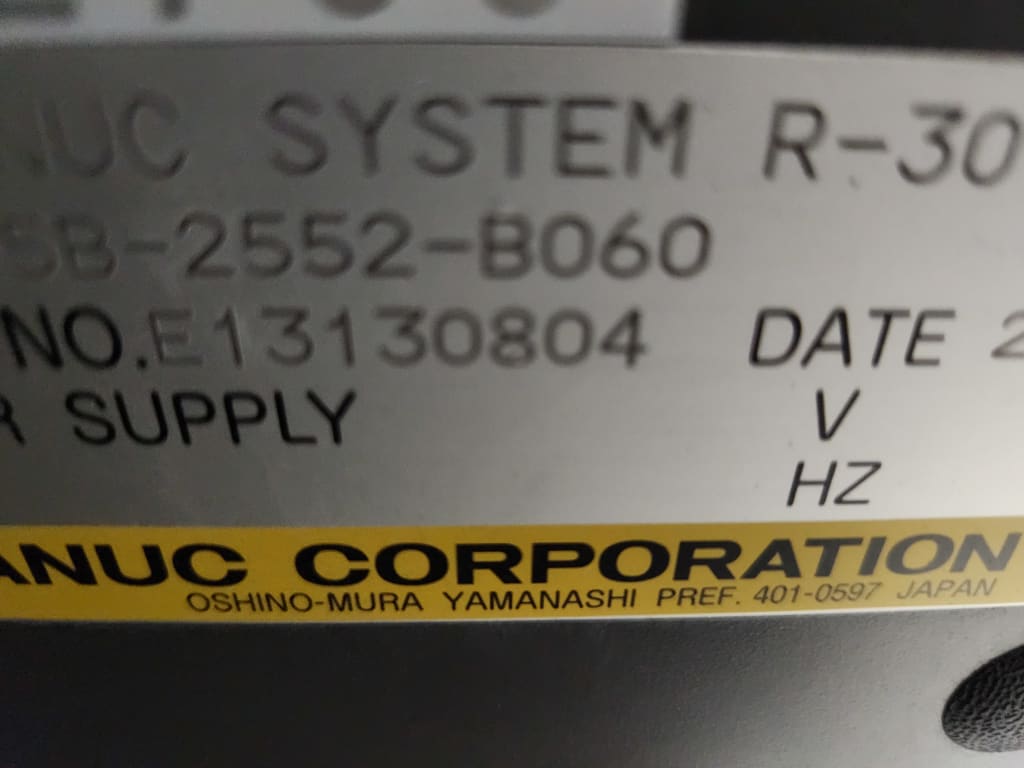 NUC SYSTEM R-30
5B-2552-B060
NO.E13130804 DATE 2
R SUPPLY V
HZ
ANUC CORPORATION
OSHINO-MURA YAMANASHI PREF. 401-0597 JAPAN